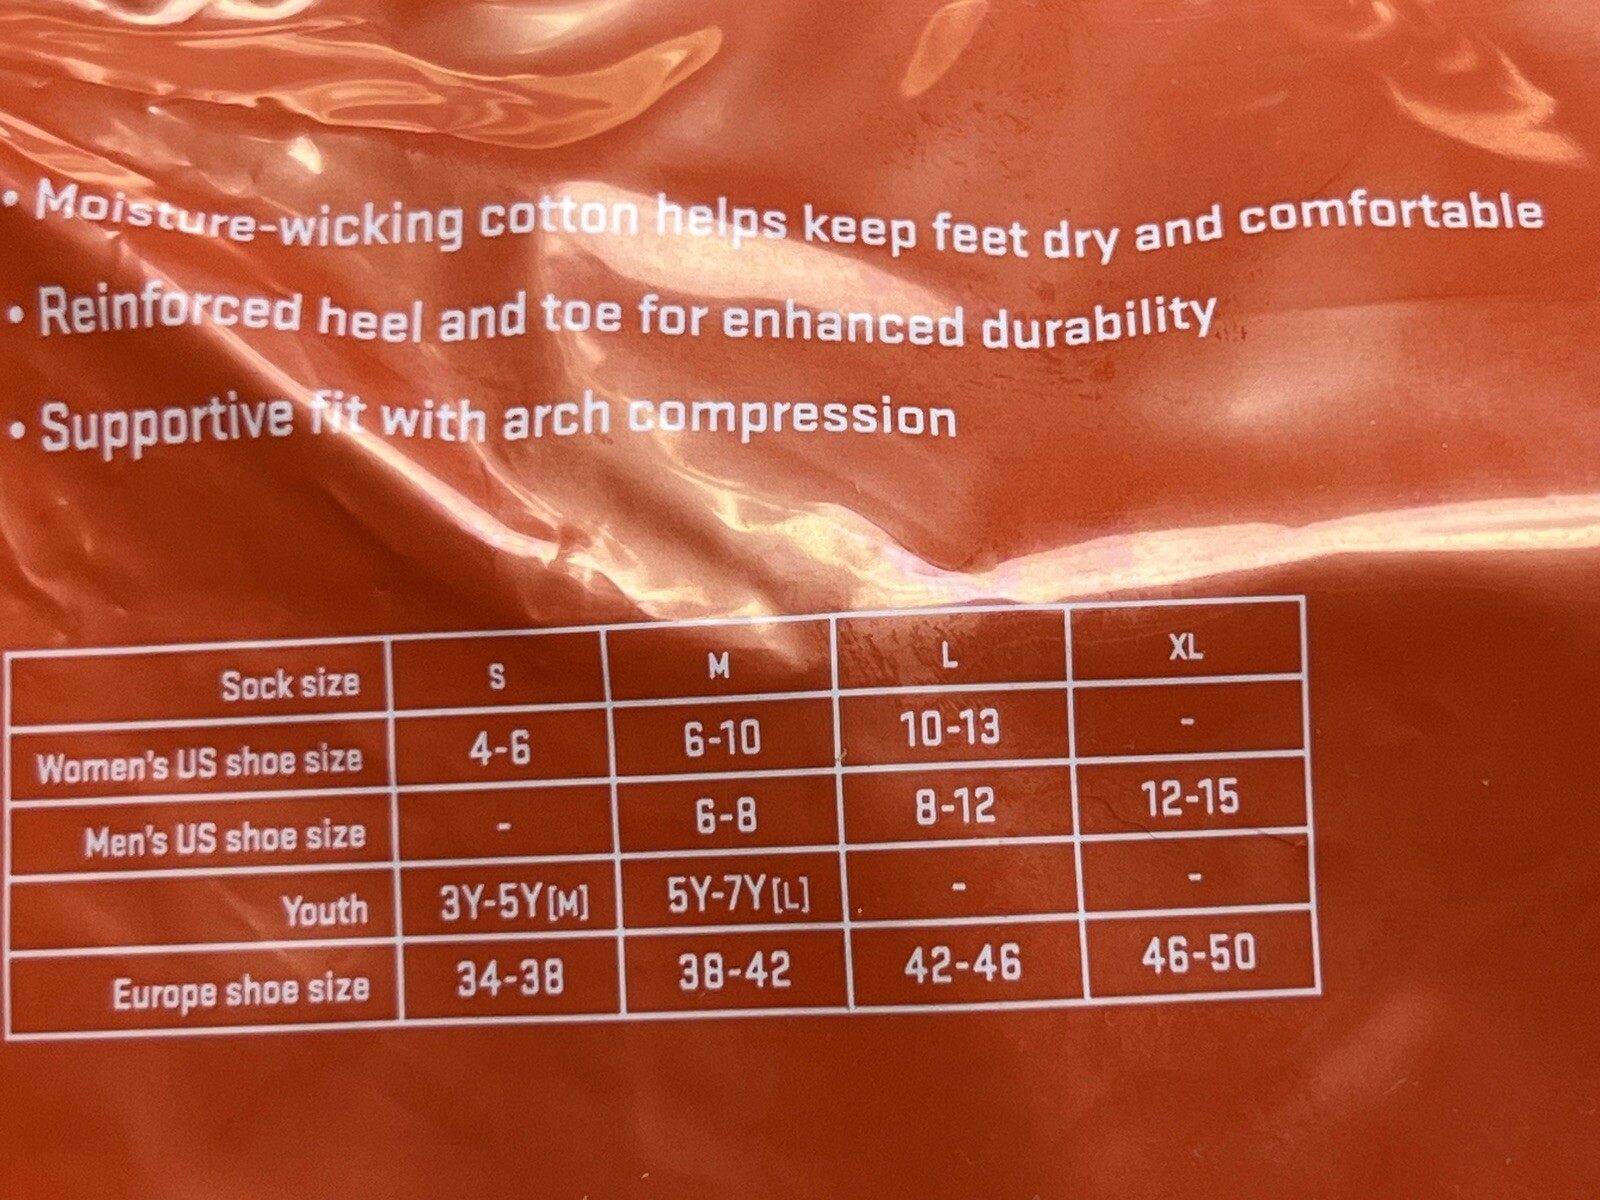 • Moisture-wicking cotton helps keep feet dry and comfortable
• Reinforced heel and toe for enhanced durability
• Supportive fit with arch compression
Sock size S M L XL
Women's US shoe size 4-6 6-10 10-13 -
Men's US shoe size - 6-8 8-12 12-15
Youth 3Y-5Y[M] 5Y-7Y[L] - -
Europe shoe size 34-38 38-42 42-46 46-50